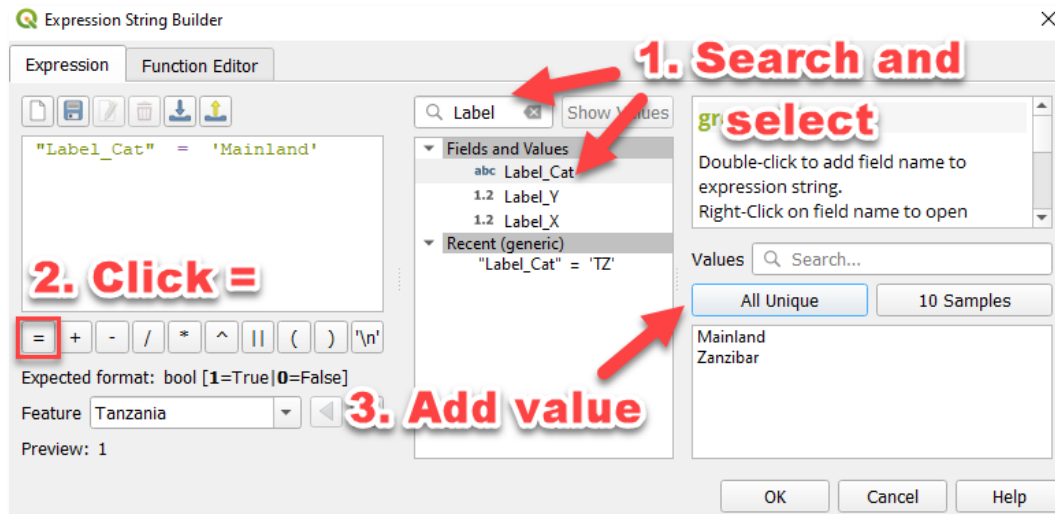 Expression String Builder
Expression
Function Editor
1. Search and
select
"Label_Cat" = 'Mainland'
2. Click =
= + - / * ^ || ( ) '\n'
Expected format: bool [1=True|0=False]
Feature Tanzania
Preview: 1
Label
Show Values
Fields and Values
abc Label_Cat
1.2 Label_Y
1.2 Label_X
Recent (generic)
"Label_Cat" = 'TZ'
3. Add value
Double-click to add field name to
expression string.
Right-Click on field name to open
Values Search...
All Unique
10 Samples
Mainland
Zanzibar
OK
Cancel
Help